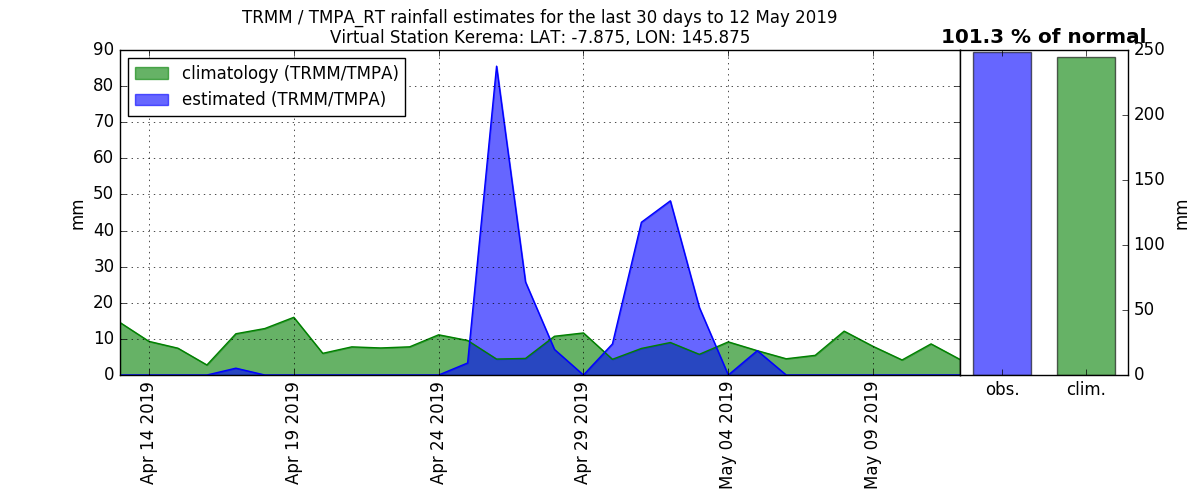 TRMM / TMPA_RT rainfall estimates for the last 30 days to 12 May 2019
Virtual Station Kerema: LAT: -7.875, LON: 145.875
101.3 % of normal
climatology (TRMM/TMPA)
estimated (TRMM/TMPA)
mm
90
80
70
60
50
40
30
20
10
0
Apr 14 2019
Apr 19 2019
Apr 24 2019
Apr 29 2019
May 04 2019
May 09 2019
250
200
150
100
50
0
mm
obs.
clim.